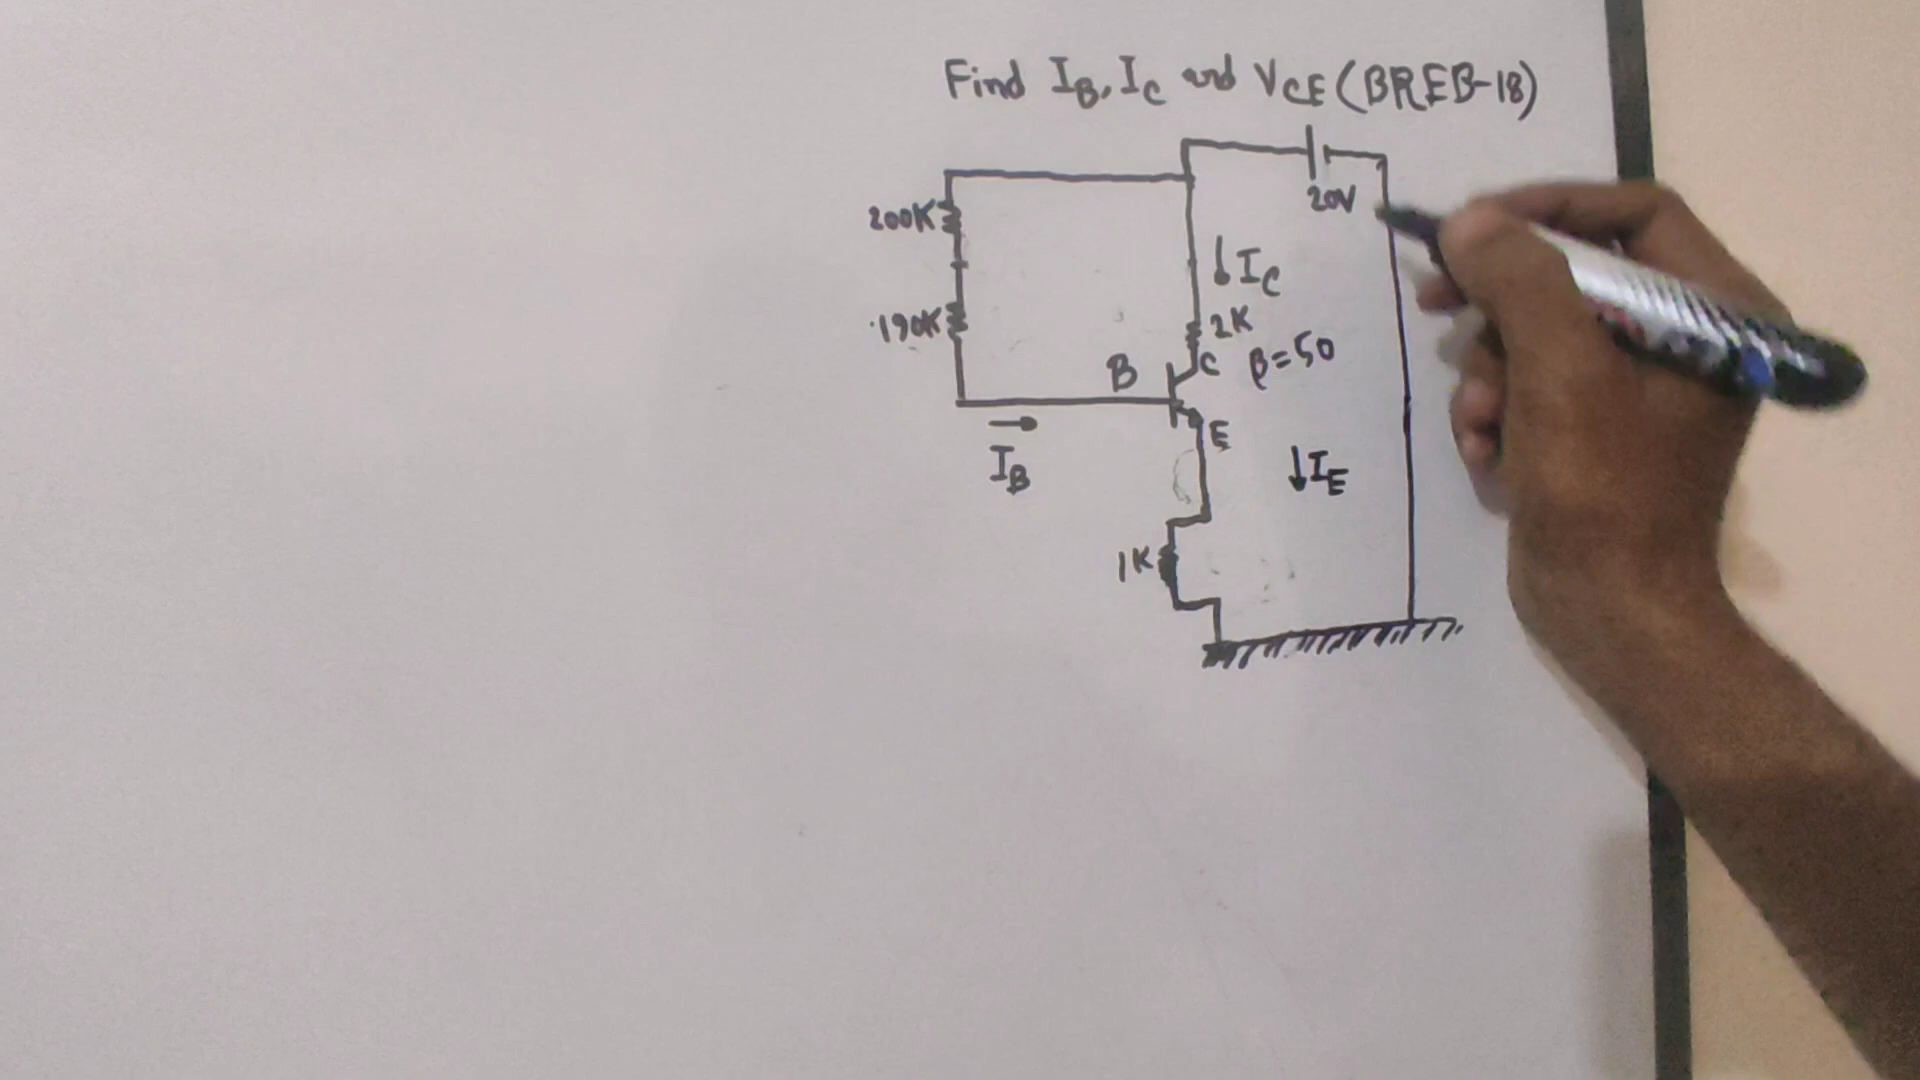 Find I_B, I_C and V_CE (BREB-18)
20V
200K
I_C
190K
2K
B
C
β=50
E
I_B
I_E
1K